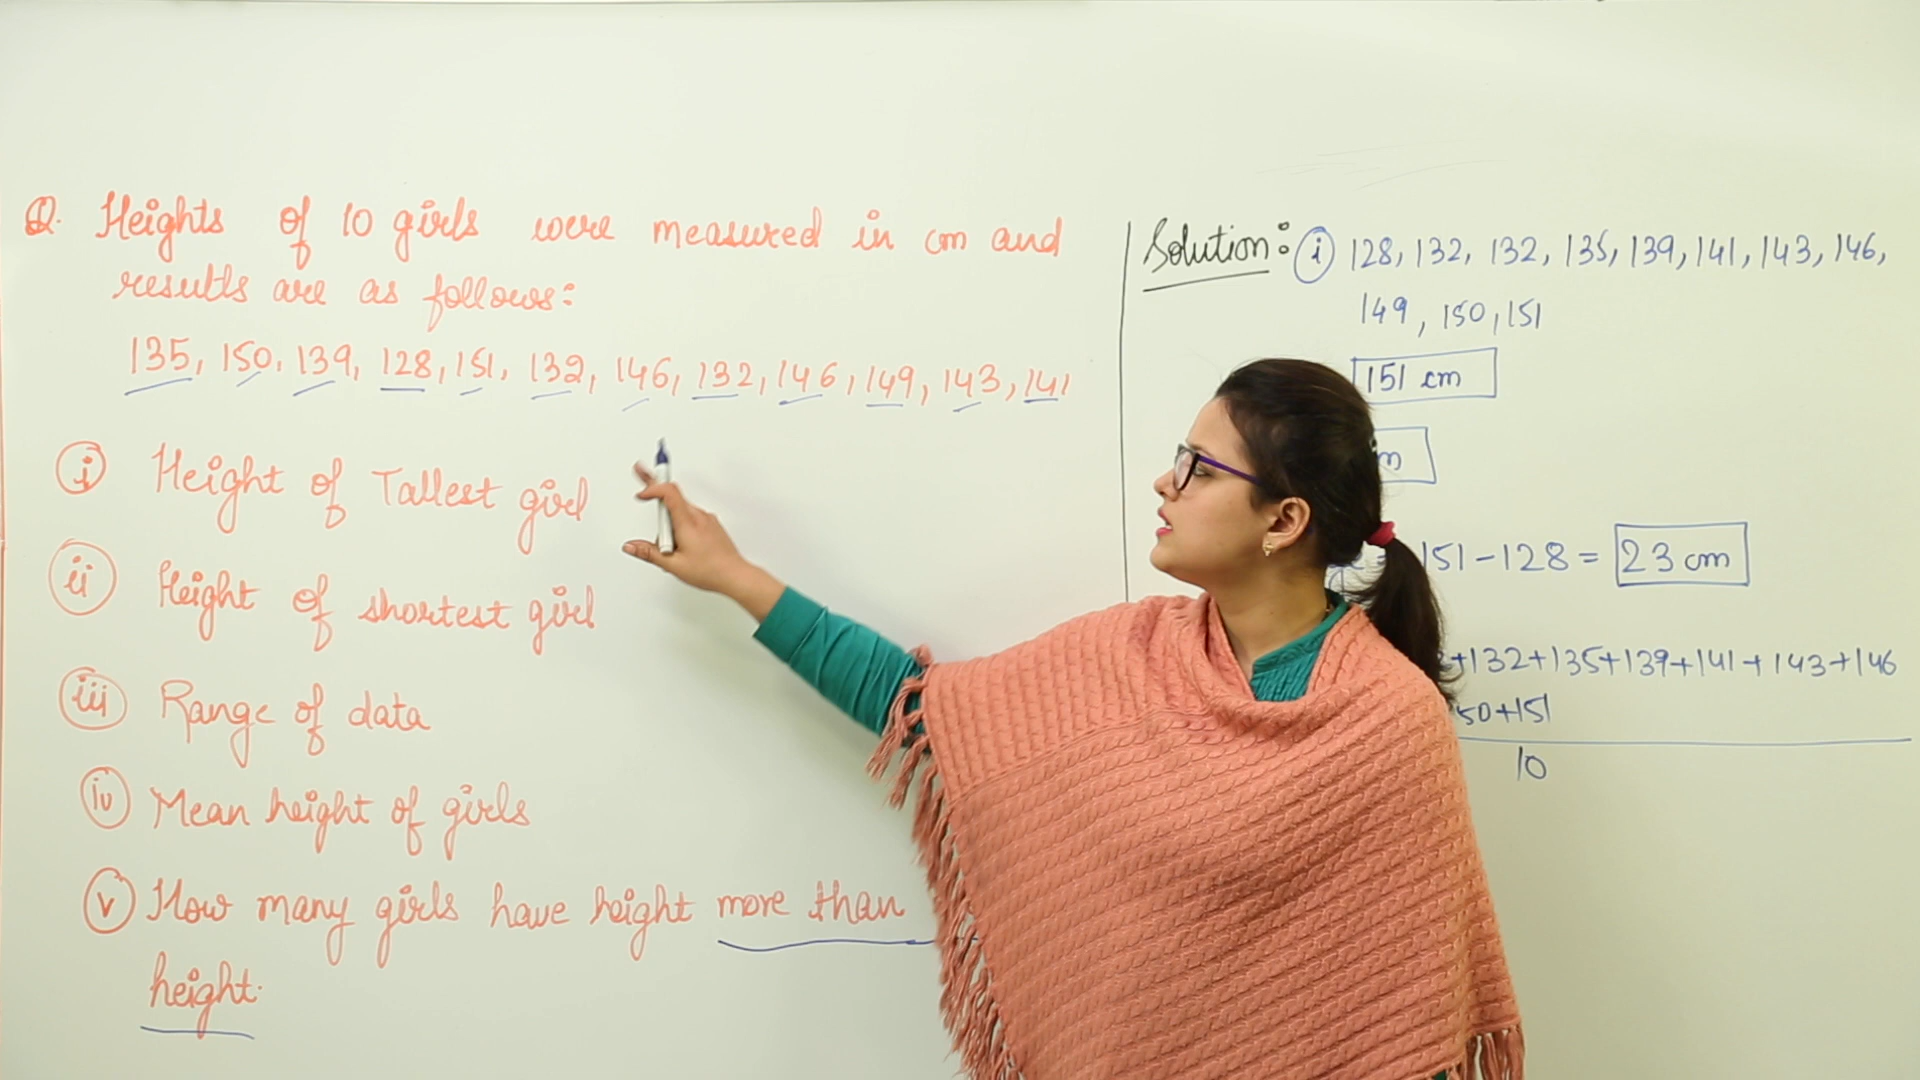 Q. Heights of 10 girls were measured in cm and
results are as follows:
135, 150, 139, 128, 151, 132, 146, 132, 146, 149, 143, 141
i Height of Tallest girl
ii Height of shortest girl
iii Range of data
iv Mean height of girls
v How many girls have height more than
height.
Solution: i 128, 132, 132, 135, 139, 141, 143, 146,
149, 150, 151
151 cm
m
= 151 - 128 = 23 cm
+132+135+139+141+143+146
50+151
10